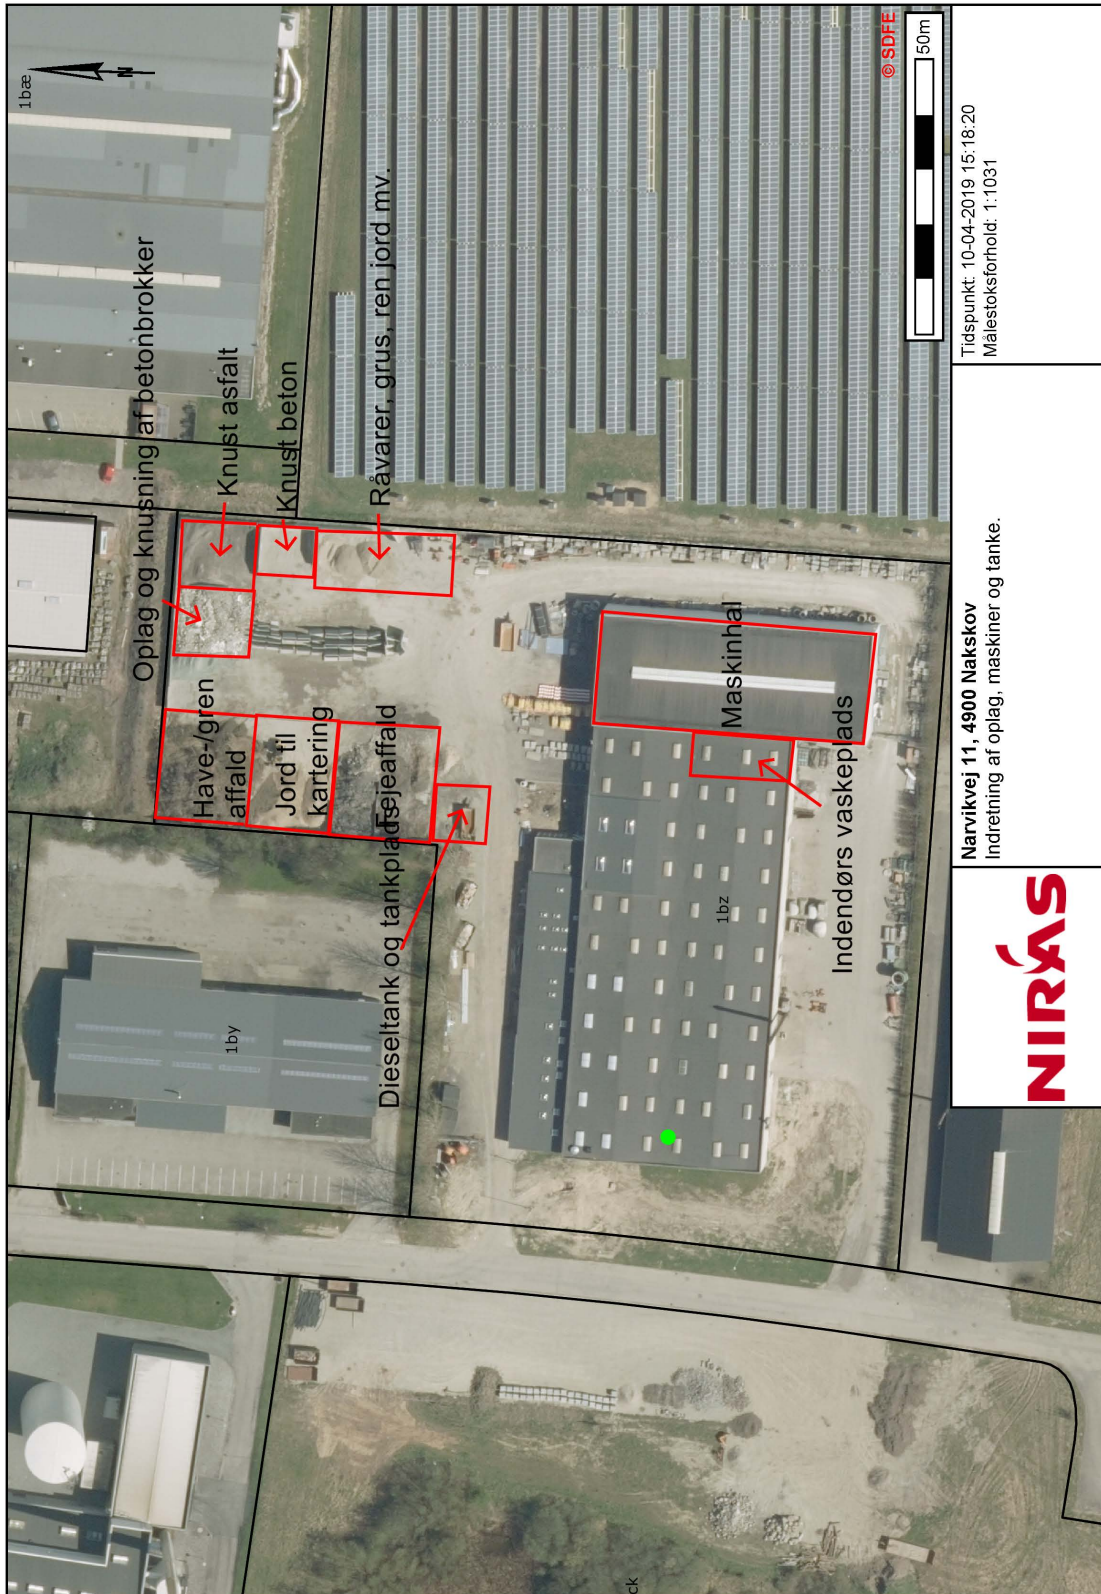 1bæ
N
Oplag og knusning af betonbrokker
Knust asfalt
Knust beton
Råvarer, grus, ren jord mv.
Have-/gren
affald
Jord til
kartering
Fejeaffald
Dieseltank og tankplads
Maskinhal
Indendørs vaskeplads
1by
1bz
ck
© SDFE
50m
NIRAS
Narvikvej 11, 4900 Nakskov
Indretning af oplag, maskiner og tanke.
Tidspunkt: 10-04-2019 15:18:20
Målestoksforhold: 1:1031